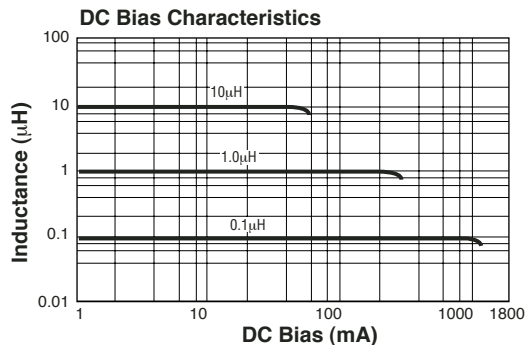 DC Bias Characteristics
100
10
1
0.1
0.01
Inductance (μH)
10μH
1.0μH
0.1μH
1 10 100 1000 1800
DC Bias (mA)